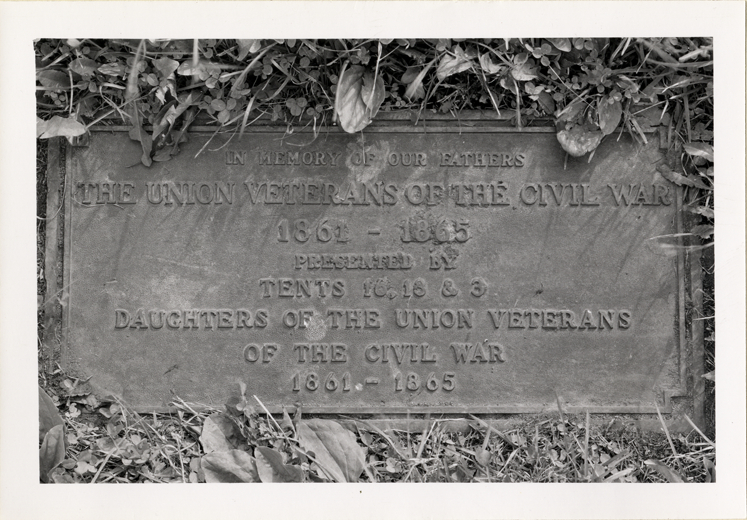 IN MEMORY OF OUR FATHERS
THE UNION VETERANS OF THE CIVIL WAR
1861 - 1865
PRESENTED BY
TENTS 18 & 3
DAUGHTERS OF THE UNION VETERANS
OF THE CIVIL WAR
1861 - 1865